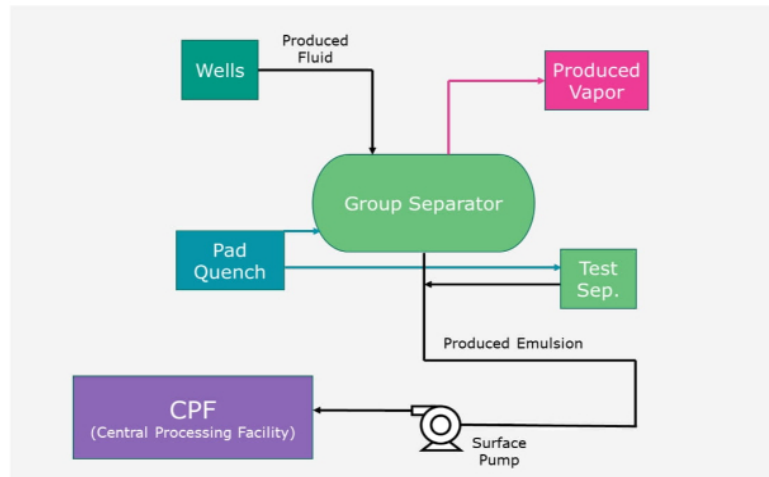 Produced
Fluid
Wells
Produced
Vapor
Group Separator
Pad
Quench
Test
Sep.
Produced Emulsion
CPF
(Central Processing Facility)
Surface
Pump